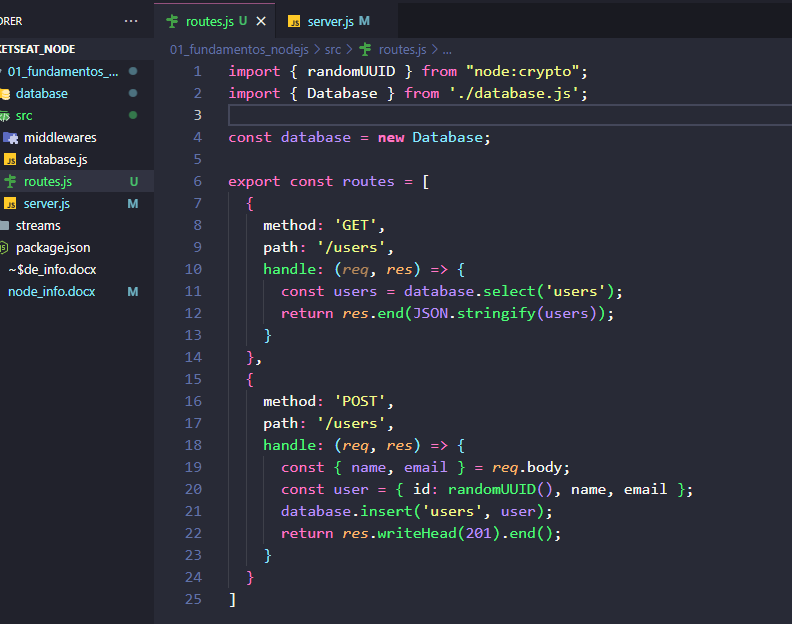 ORER ...
KETSEAT_NODE
01_fundamentos_...
database
src
middlewares
JS database.js
routes.js U
JS server.js M
streams
package.json
~$de_info.docx
node_info.docx M
routes.js U ×
JS server.js M
01_fundamentos_nodejs > src > routes.js > ...
1 import { randomUUID } from "node:crypto";
2 import { Database } from './database.js';
3
4 const database = new Database;
5
6 export const routes = [
7 {
8 method: 'GET',
9 path: '/users',
10 handle: (req, res) => {
11 const users = database.select('users');
12 return res.end(JSON.stringify(users));
13 }
14 },
15 {
16 method: 'POST',
17 path: '/users',
18 handle: (req, res) => {
19 const { name, email } = req.body;
20 const user = { id: randomUUID(), name, email };
21 database.insert('users', user);
22 return res.writeHead(201).end();
23 }
24 }
25 ]